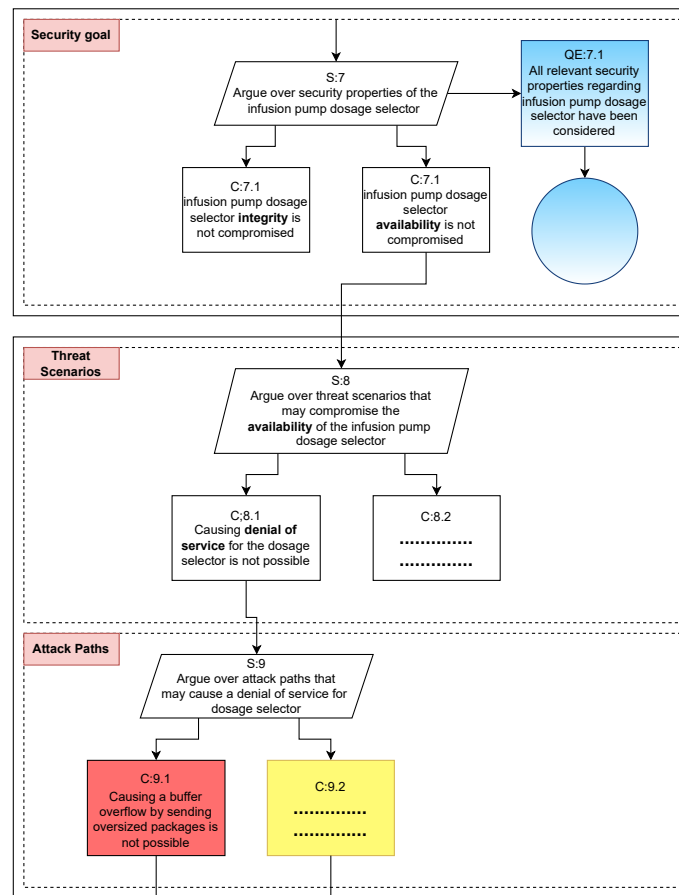 Security goal
S:7
Argue over security properties of the
infusion pump dosage selector
QE:7.1
All relevant security
properties regarding
infusion pump dosage
selector have been
considered
C:7.1
infusion pump dosage
selector integrity is
not compromised
C:7.1
infusion pump dosage
selector
availability is not
compromised
Threat
Scenarios
S:8
Argue over threat scenarios that
may compromise the
availability of the infusion pump
dosage selector
C;8.1
Causing denial of
service for the dosage
selector is not possible
C:8.2
..............
..............
Attack Paths
S:9
Argue over attack paths that
may cause a denial of service for
dosage selector
C:9.1
Causing a buffer
overflow by sending
oversized packages is
not possible
C:9.2
..............
..............